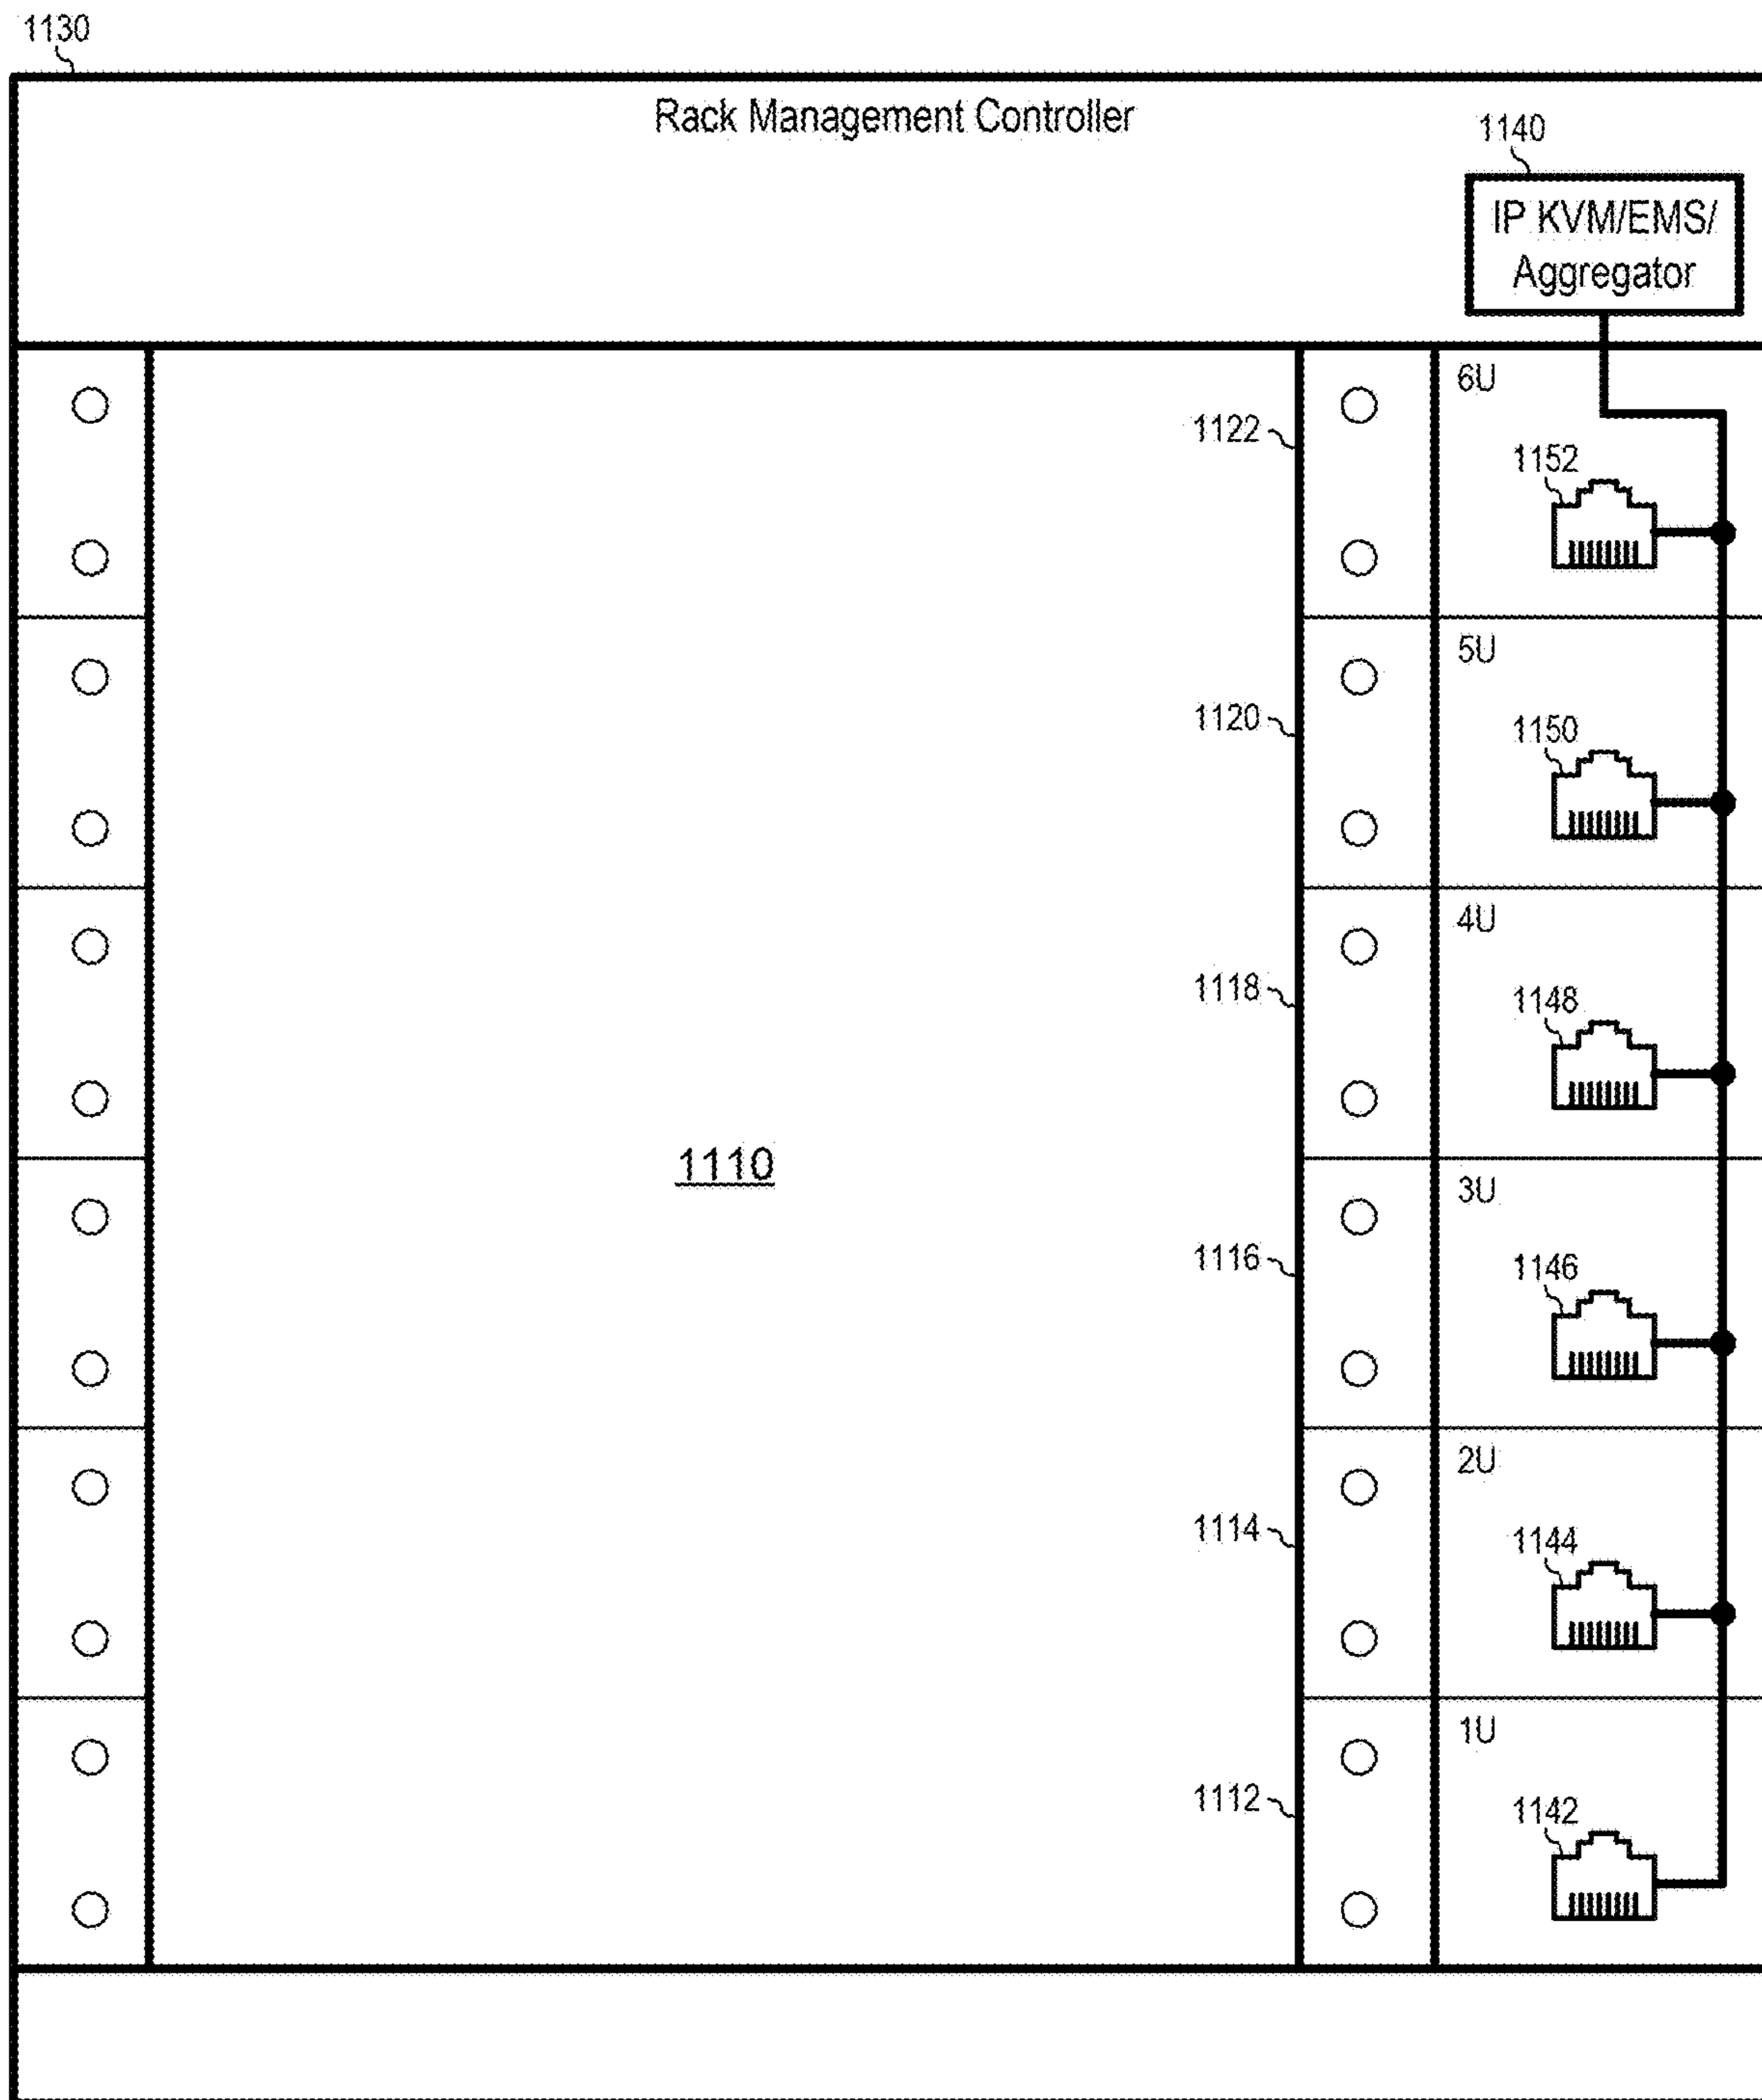 1130
Rack Management Controller
1140
IP KVM/EMS/
Aggregator
6U
1122
1152
5U
1120
1150
4U
1118
1148
1110
3U
1116
1146
2U
1114
1144
1U
1112
1142